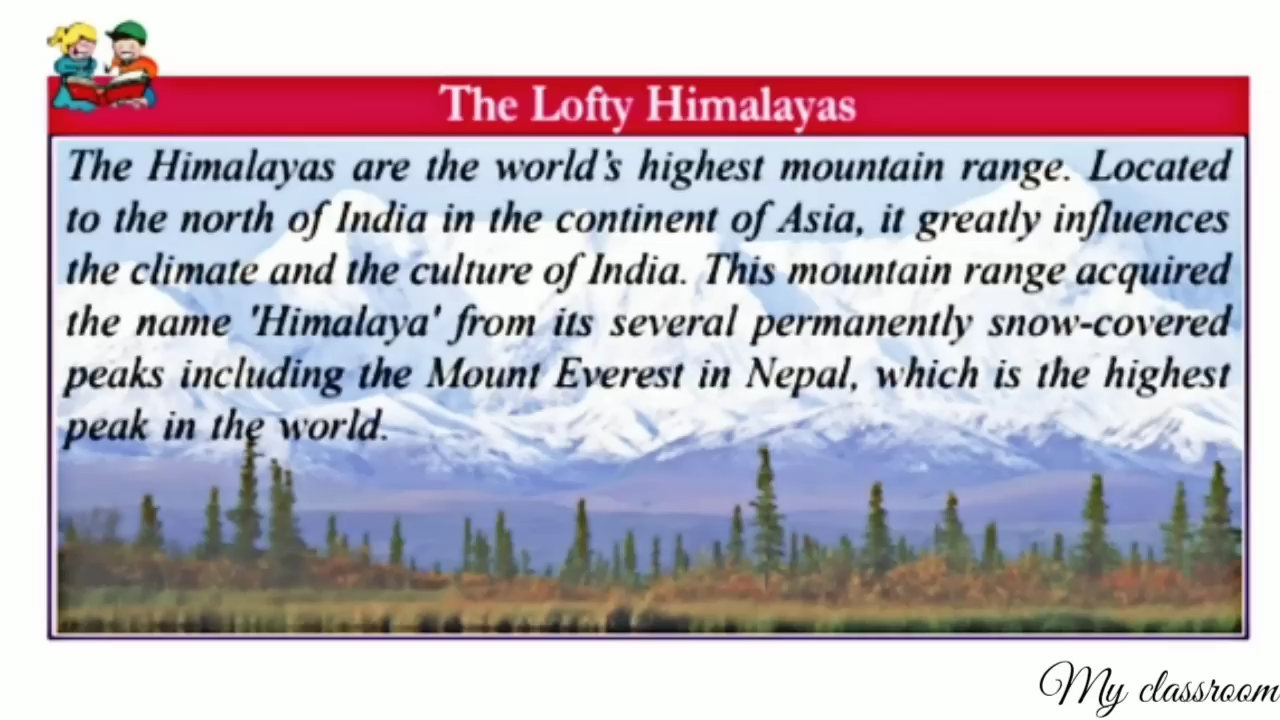 The Lofty Himalayas
The Himalayas are the world's highest mountain range. Located
to the north of India in the continent of Asia, it greatly influences
the climate and the culture of India. This mountain range acquired
the name 'Himalaya' from its several permanently snow-covered
peaks including the Mount Everest in Nepal, which is the highest
peak in the world.
My classroom